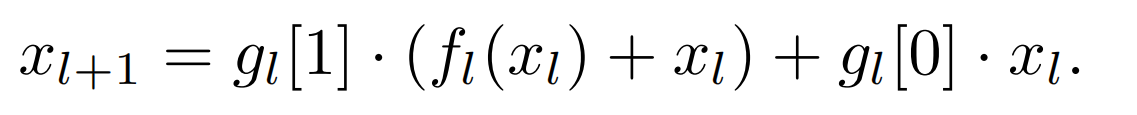 x_{l+1} = g_l[1] · (f_l(x_l) + x_l) + g_l[0] · x_l.